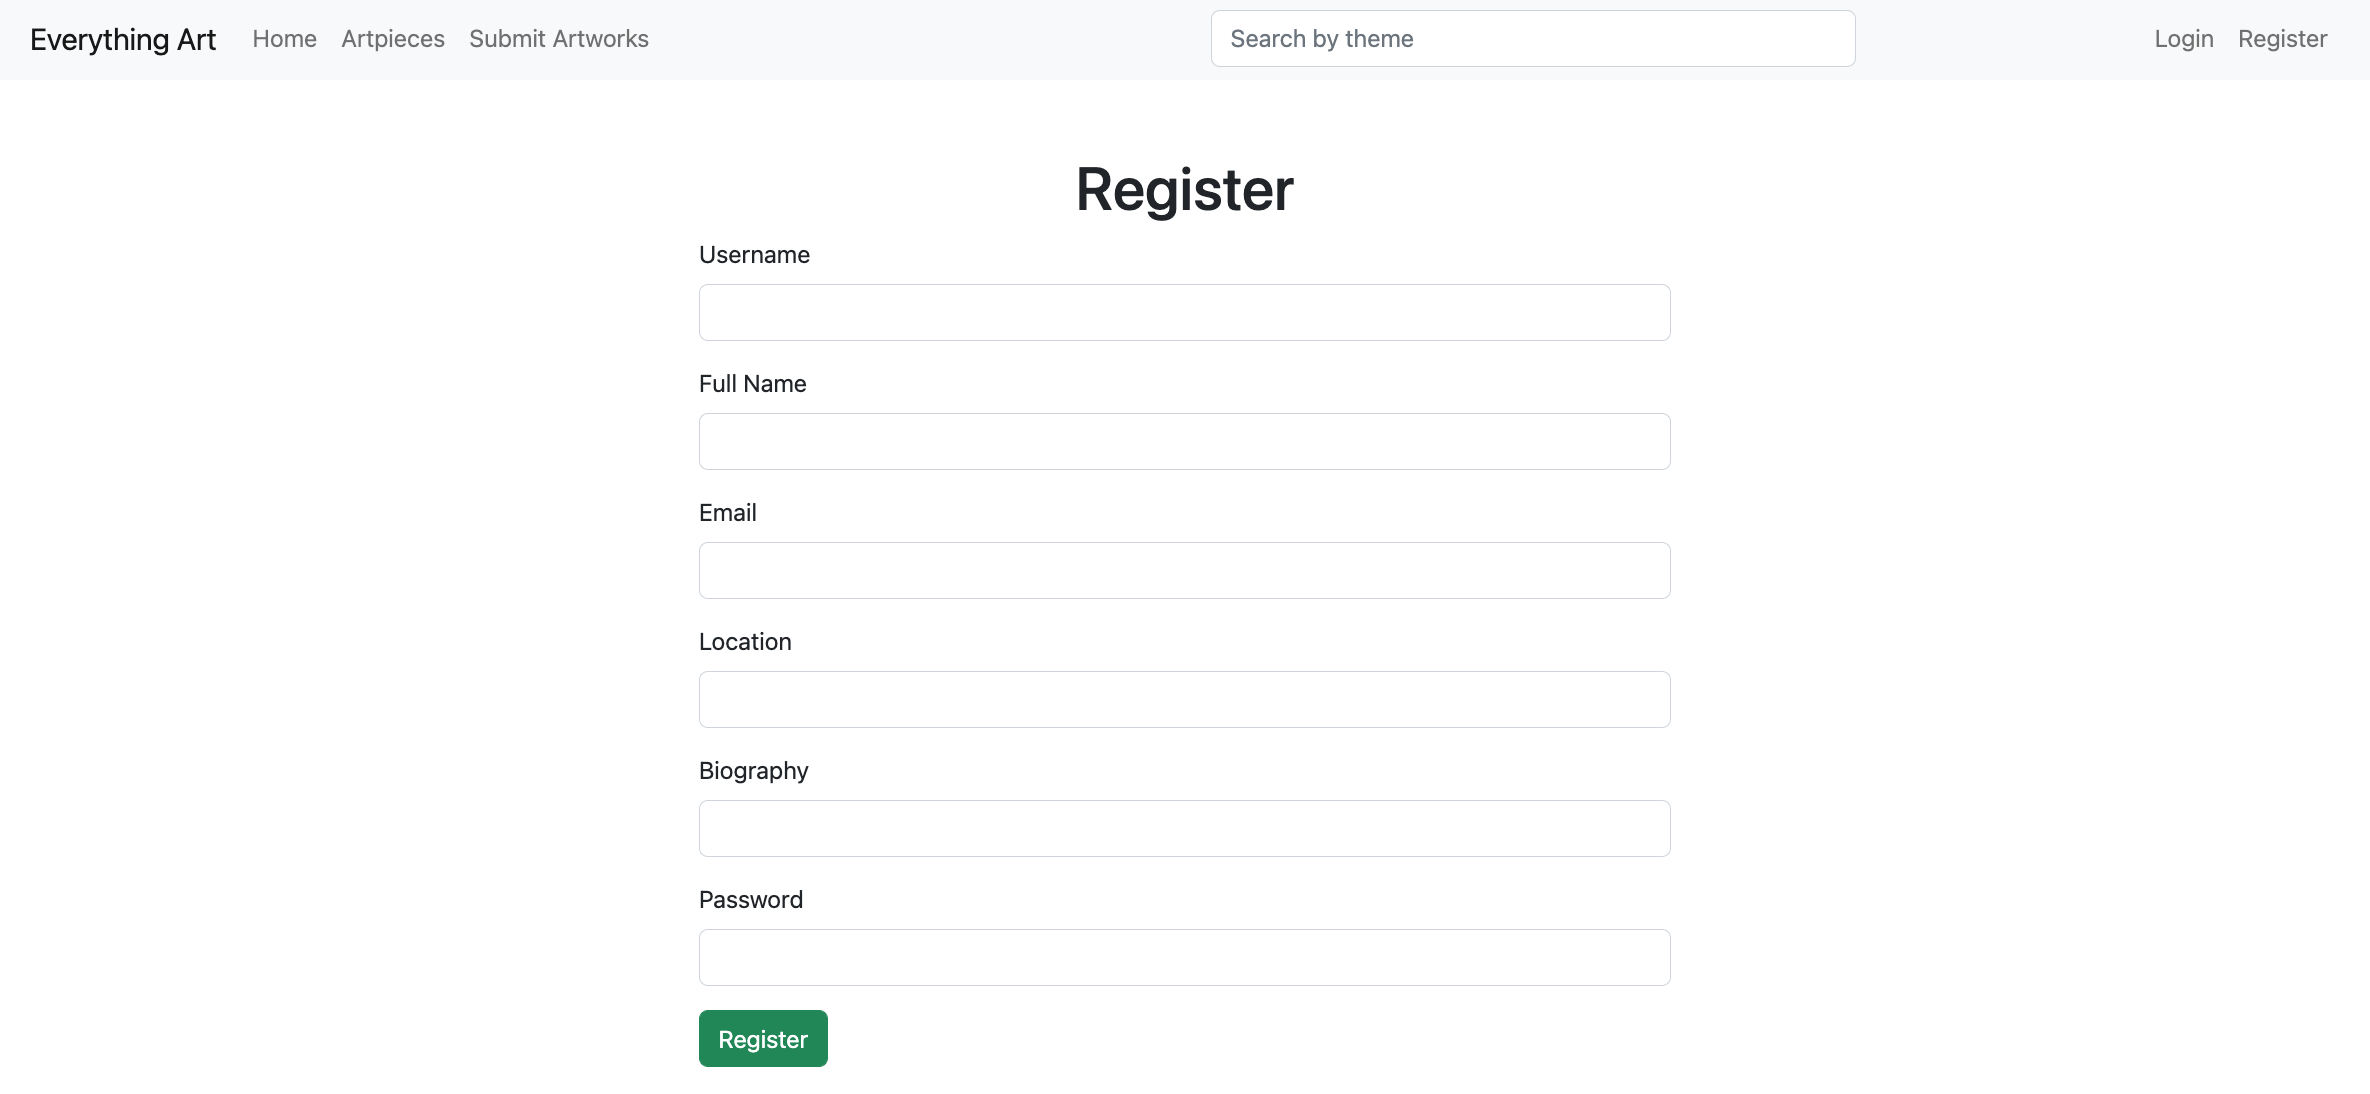 Everything Art Home Artpieces Submit Artworks Search by theme Login Register
Register
Username
Full Name
Email
Location
Biography
Password
Register